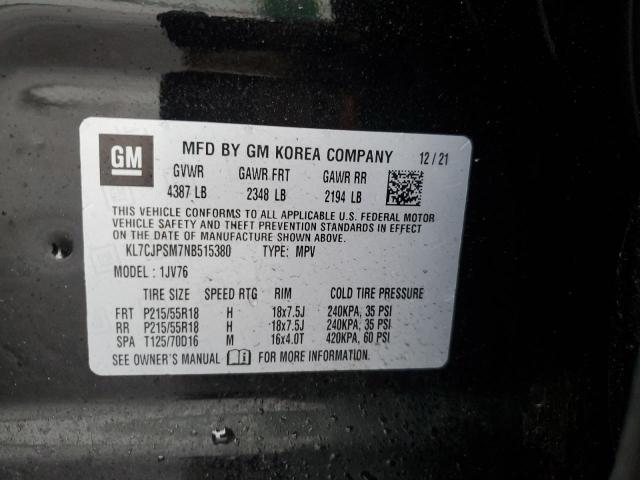 GM
MFD BY GM KOREA COMPANY 12/21
GVWR GAWR FRT GAWR RR
4387 LB 2348 LB 2194 LB
THIS VEHICLE CONFORMS TO ALL APPLICABLE U.S. FEDERAL MOTOR
VEHICLE SAFETY AND THEFT PREVENTION STANDARDS IN EFFECT
ON THE DATE OF MANUFACTURE SHOWN ABOVE.
KL7CJPSM7NB515380 TYPE: MPV
MODEL : 1JV76
TIRE SIZE SPEED RTG RIM COLD TIRE PRESSURE
FRT P215/55R18 H 18x7.5J 240KPA, 35 PSI
RR P215/55R18 H 18x7.5J 240KPA, 35 PSI
SPA T125/70D16 M 16x4.0T 420KPA, 60 PSI
SEE OWNER'S MANUAL FOR MORE INFORMATION.